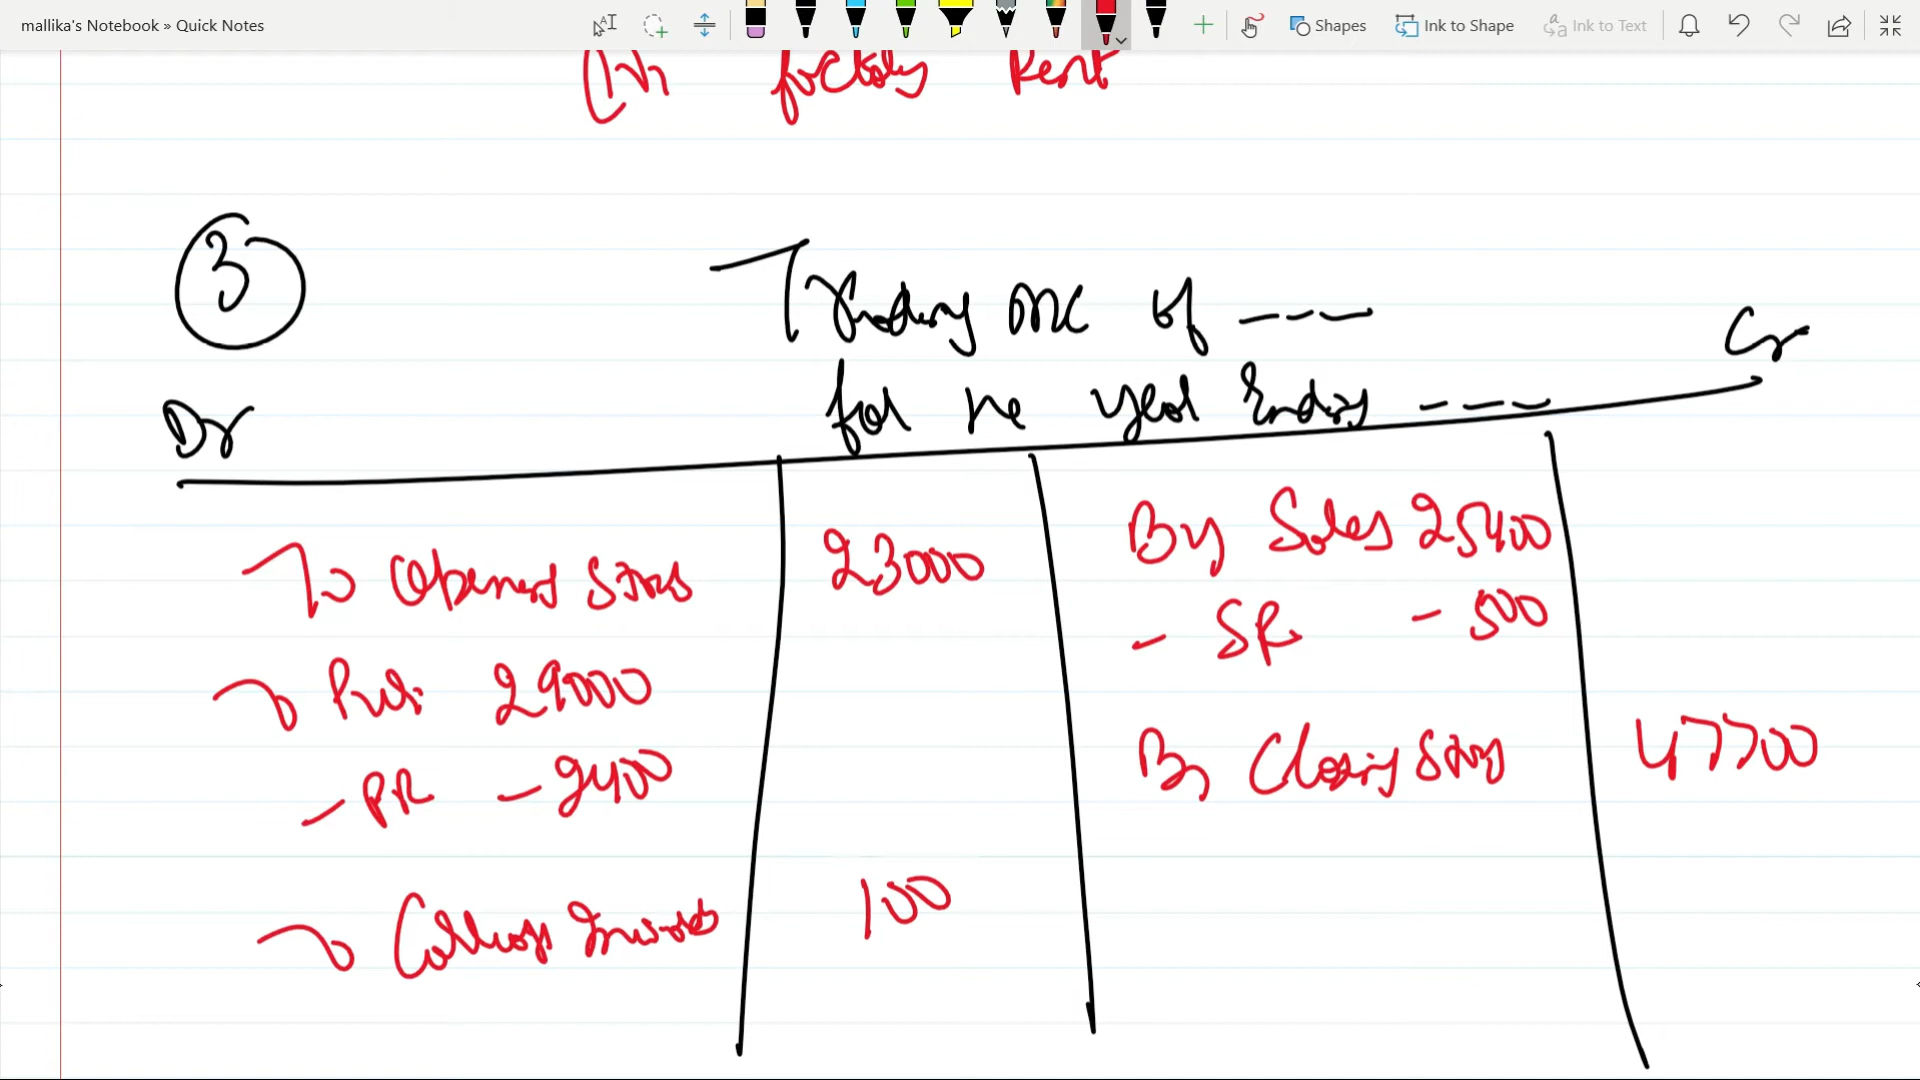 mallika's Notebook » Quick Notes
Shapes
Ink to Shape
Ink to Text
factory Rent
3
Trading a/c of ---
Cr
Dr
for the year Ending ---
To Opening Stock 23000
By Sales 25400
- SR - 500
To Pur. 29000
By Closing Stock 47700
- PR - 2400
To Carriage Inwards 100